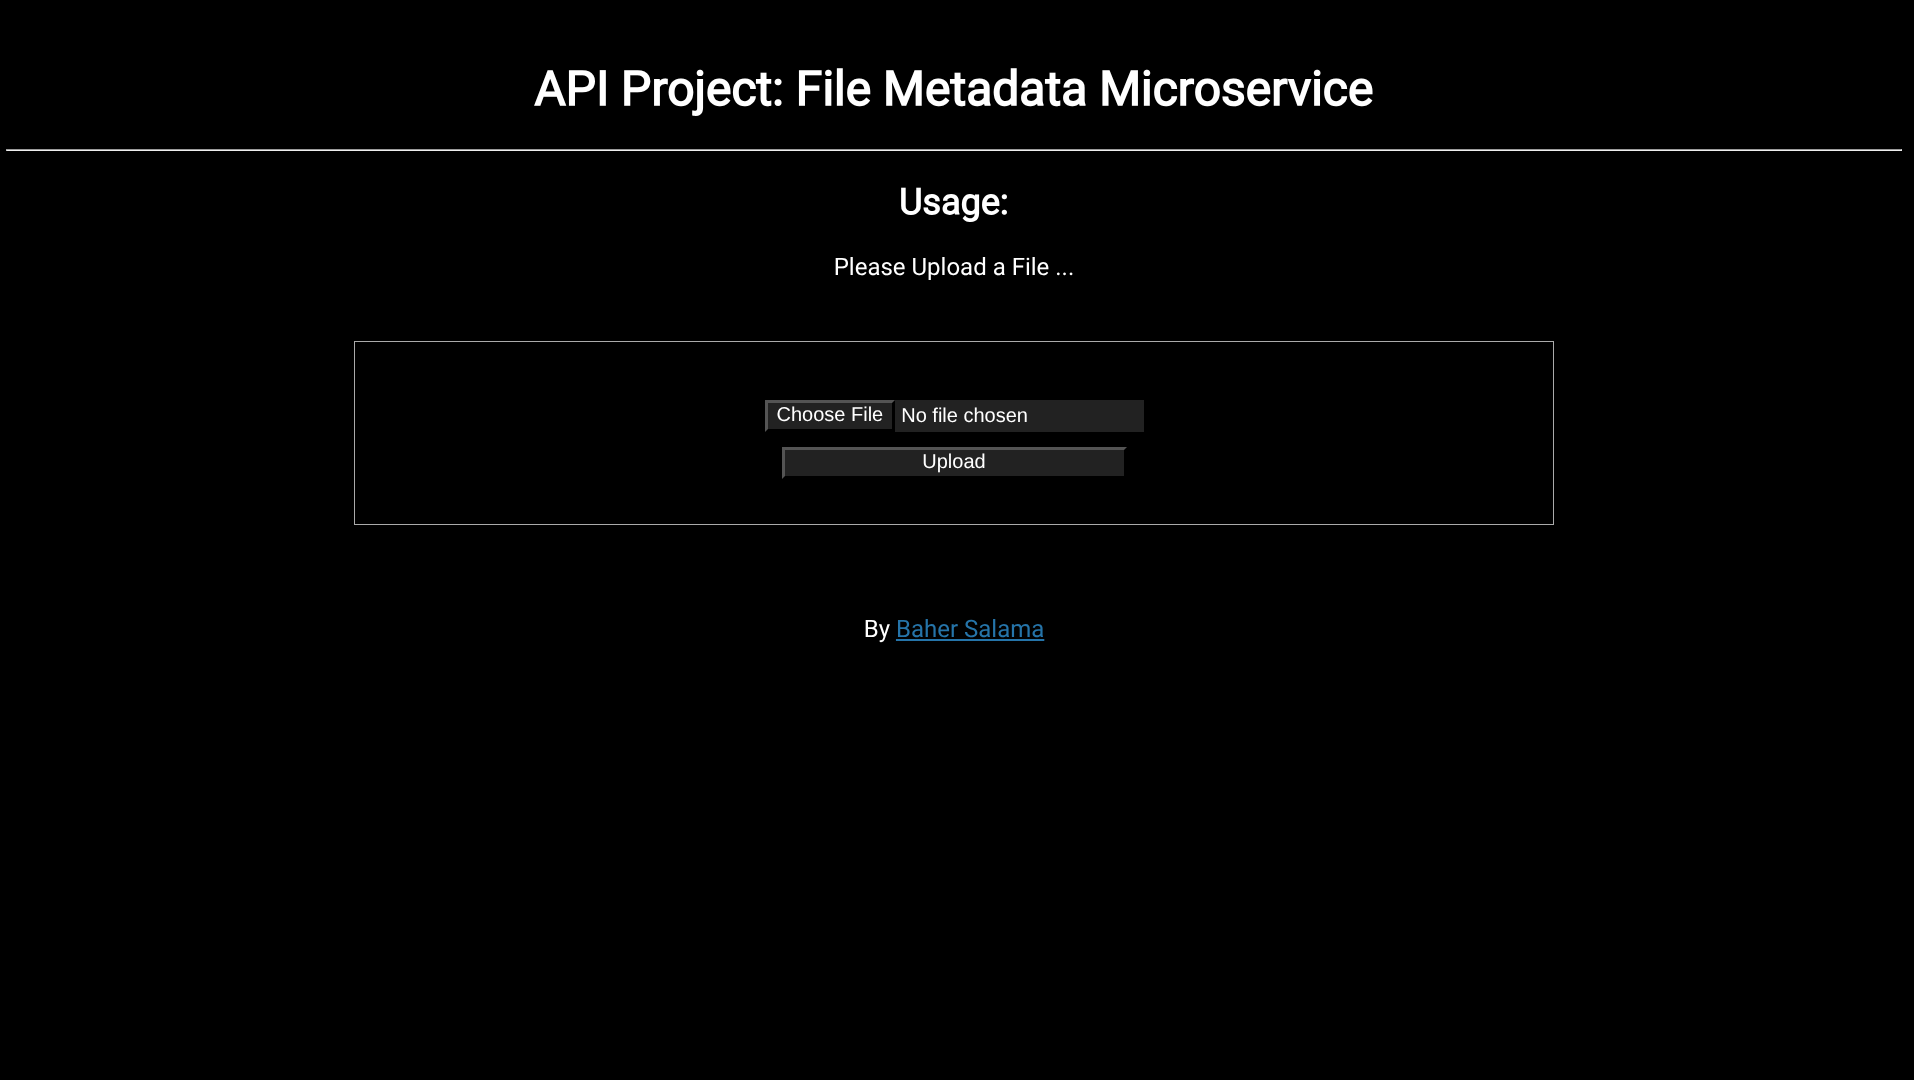 API Project: File Metadata Microservice
Usage:
Please Upload a File ...
Choose File No file chosen
Upload
By Baher Salama